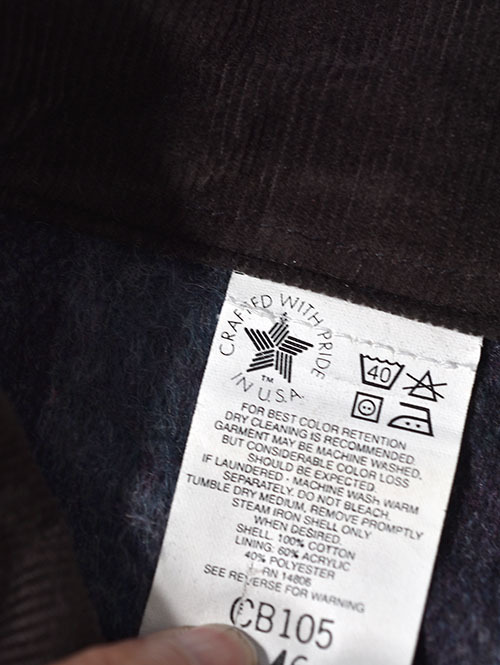 CRAFTED WITH PRIDE
IN U.S.A.
TM
40
FOR BEST COLOR RETENTION
DRY CLEANING IS RECOMMENDED.
GARMENT MAY BE MACHINE WASHED,
BUT CONSIDERABLE COLOR LOSS
SHOULD BE EXPECTED.
IF LAUNDERED - MACHINE WASH WARM
SEPARATELY. DO NOT BLEACH.
TUMBLE DRY MEDIUM, REMOVE PROMPTLY
STEAM IRON SHELL ONLY
WHEN DESIRED.
SHELL: 100% COTTON
LINING: 60% ACRYLIC
40% POLYESTER
RN 14806
SEE REVERSE FOR WARNING
CB105